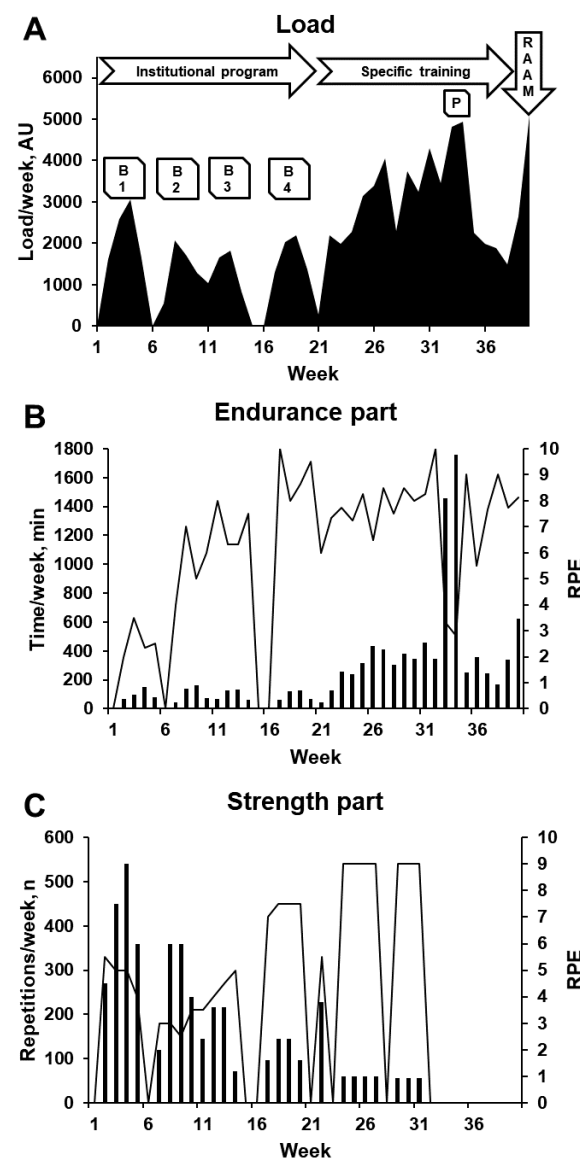 A
Load
R
A
A
M
Institutional program
Specific training
6000
5000
4000
3000
2000
1000
0
Load/week, AU
B
1
B
2
B
3
B
4
P
1 6 11 16 21 26 31 36
Week
B
Endurance part
1800
1600
1400
1200
1000
800
600
400
200
0
Time/week, min
10
9
8
7
6
5
4
3
2
1
0
RPE
1 6 11 16 21 26 31 36
Week
C
Strength part
600
500
400
300
200
100
0
Repetitions/week, n
10
9
8
7
6
5
4
3
2
1
0
RPE
1 6 11 16 21 26 31 36
Week